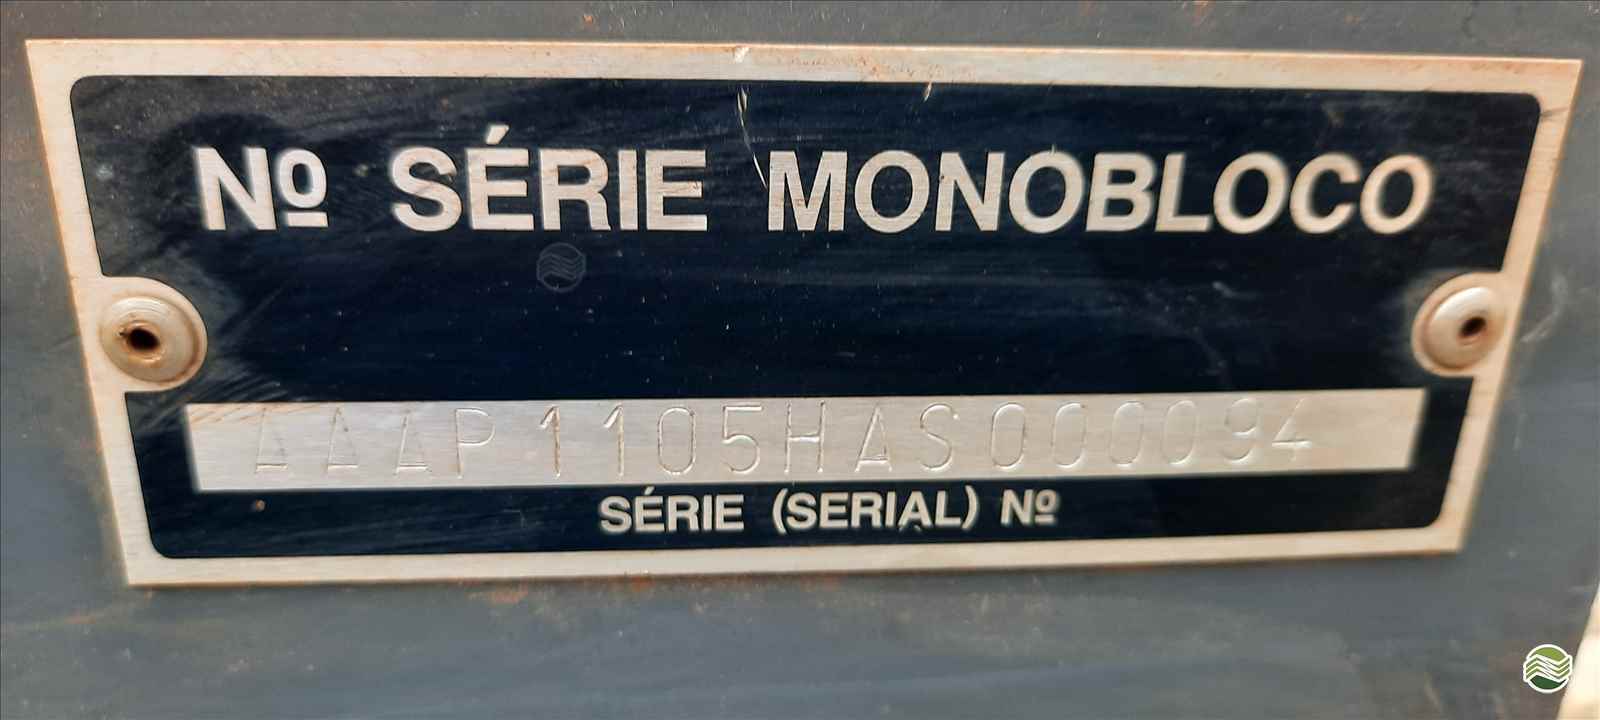 Nº SÉRIE MONOBLOCO
AAAP1105HAS000094
SÉRIE (SERIAL) Nº